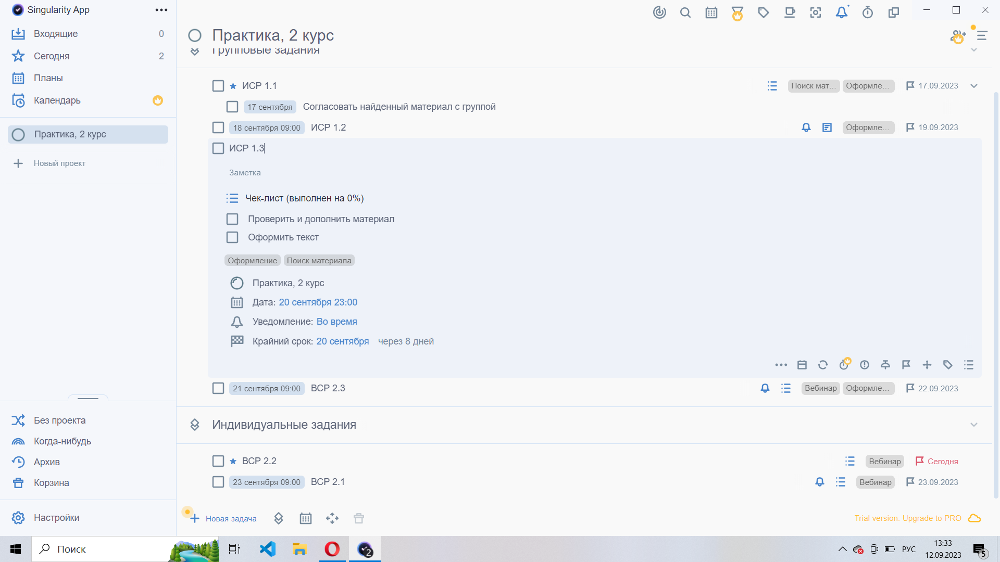 Singularity App
Входящие 0
Сегодня 2
Планы
Календарь
Практика, 2 курс
Новый проект
Без проекта
Когда-нибудь
Архив
Корзина
Настройки
Практика, 2 курс
Групповые задания
ИСР 1.1 Поиск мат... Оформле... 17.09.2023
17 сентября Согласовать найденный материал с группой
18 сентября 09:00 ИСР 1.2 Оформле... 19.09.2023
ИСР 1.3
Заметка
Чек-лист (выполнен на 0%)
Проверить и дополнить материал
Оформить текст
Оформление Поиск материала
Практика, 2 курс
Дата: 20 сентября 23:00
Уведомление: Во время
Крайний срок: 20 сентября через 8 дней
21 сентября 09:00 ВСР 2.3 Вебинар Оформле... 22.09.2023
Индивидуальные задания
ВСР 2.2 Вебинар Сегодня
23 сентября 09:00 ВСР 2.1 Вебинар 23.09.2023
Новая задача
Trial version. Upgrade to PRO
Поиск
2
РУС
13:33
12.09.2023
5